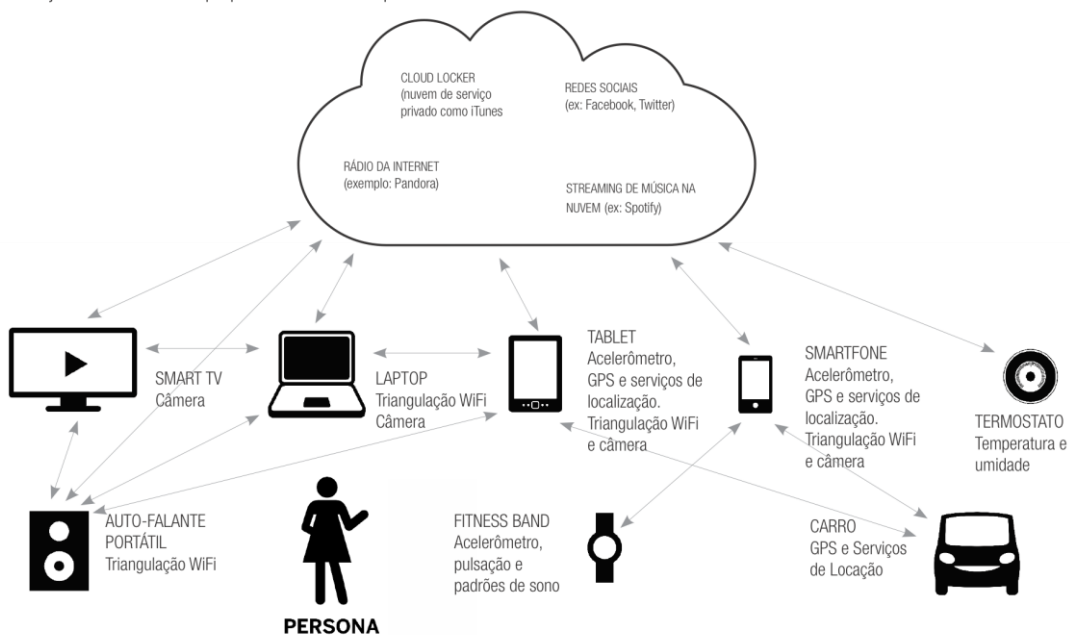 CLOUD LOCKER
(nuvem de serviço
privado como iTunes
REDES SOCIAIS
(ex: Facebook, Twitter)
RÁDIO DA INTERNET
(exemplo: Pandora)
STREAMING DE MÚSICA NA
NUVEM (ex: Spotify)
SMART TV
Câmera
LAPTOP
Triangulação WiFi
Câmera
TABLET
Acelerômetro,
GPS e serviços de
localização.
Triangulação WiFi
e câmera
SMARTFONE
Acelerômetro,
GPS e serviços de
localização.
Triangulação WiFi
e câmera
TERMOSTATO
Temperatura e
umidade
AUTO-FALANTE
PORTÁTIL
Triangulação WiFi
PERSONA
FITNESS BAND
Acelerômetro,
pulsação e
padrões de sono
CARRO
GPS e Serviços
de Locação